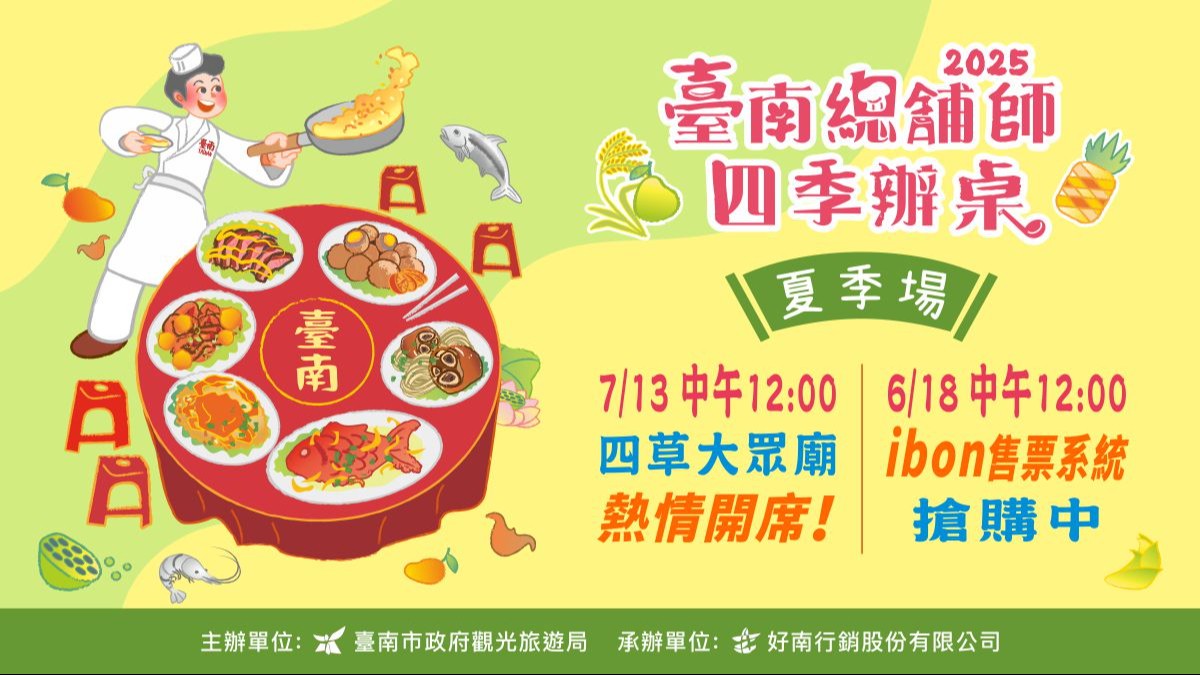 2025
臺南總舖師
四季辦桌
夏季場
7/13 中午12:00
四草大眾廟
熱情開席!
6/18 中午12:00
ibon售票系統
搶購中
臺南
臺南
TAINAN
主辦單位: 臺南市政府觀光旅遊局 承辦單位: 好南行銷股份有限公司